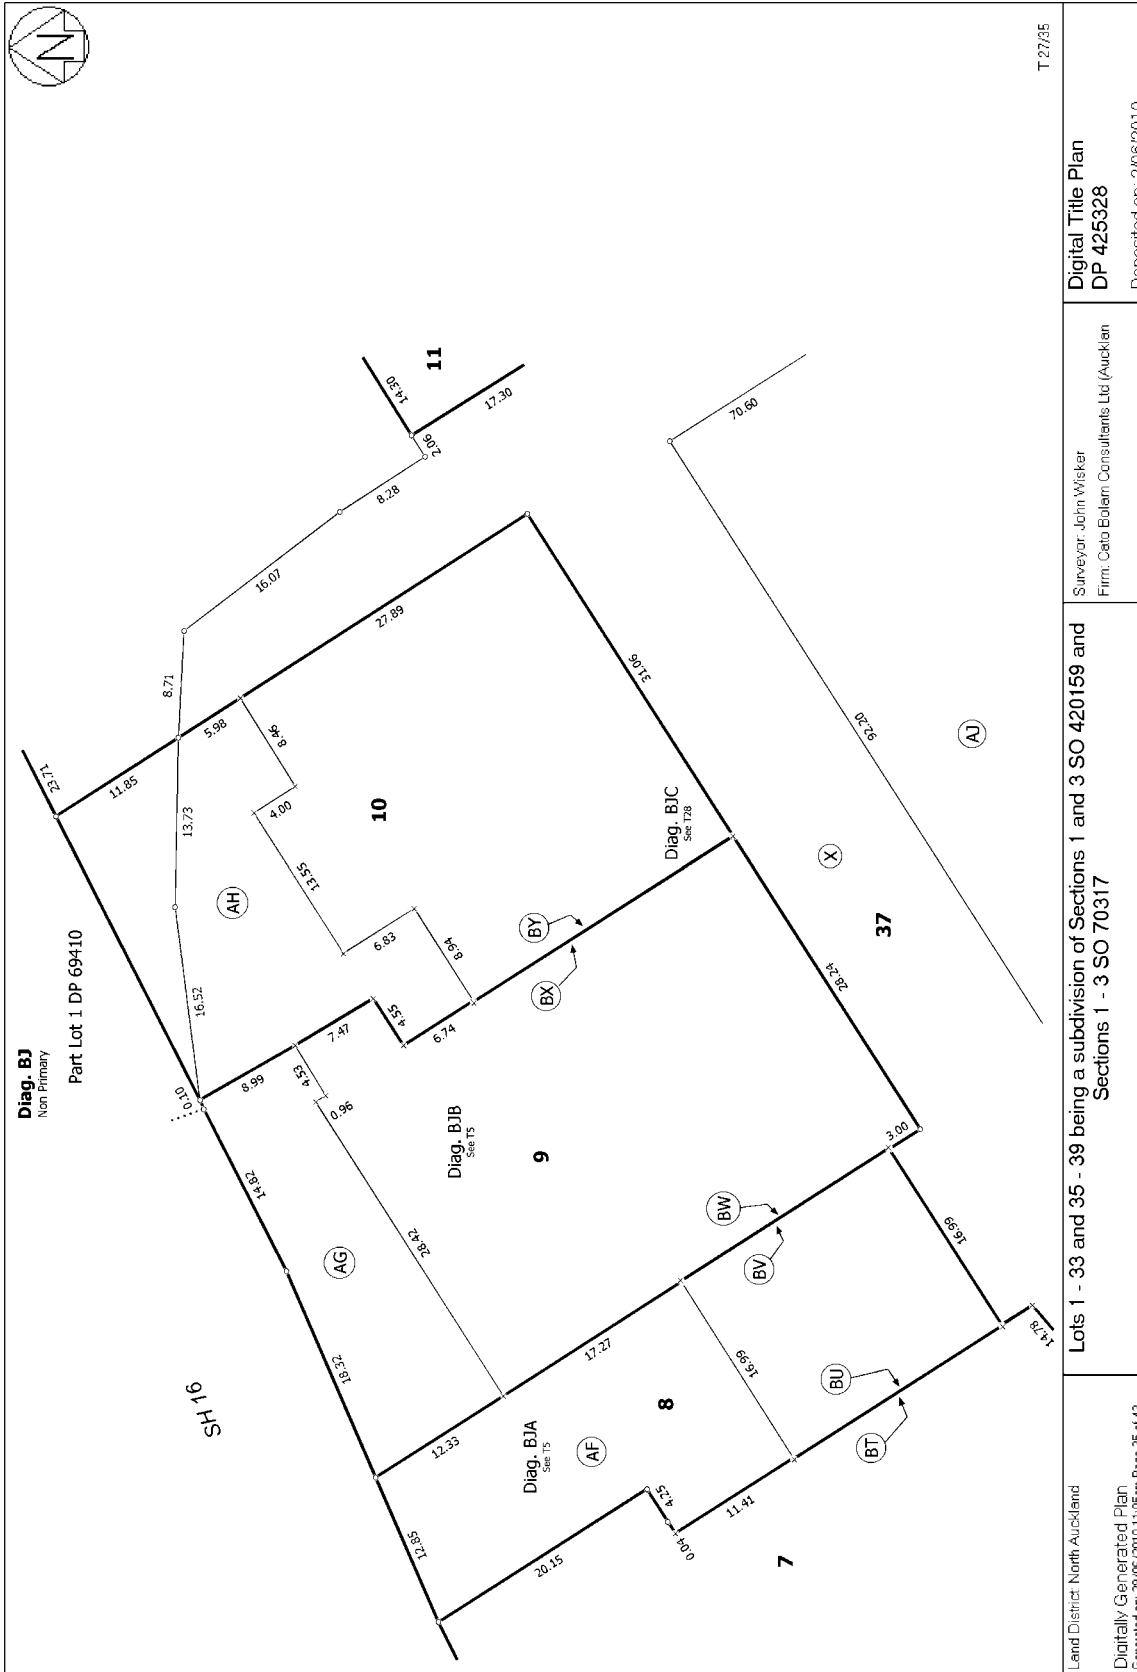 N
Diag. BJ
Non Primary
Part Lot 1 DP 69410
SH 16
T 27/35
23.71
11.85
8.71
16.07
8.28
2.06
14.30
17.30
11
13.73
5.98
27.89
16.52
AH
8.46
4.00
10
13.55
6.83
8.94
31.06
70.60
92.20
AJ
X
37
Diag. BJC
See T28
BY
BX
0.10
8.99
7.47
4.55
6.74
4.53
0.96
14.82
AG
Diag. BJB
See T5
9
28.42
28.24
3.00
18.32
BW
BV
17.27
16.99
16.99
12.33
12.85
Diag. BJA
See T5
AF
8
20.15
4.25
0.04
11.41
BU
BT
14.78
7
Land District: North Auckland
Digitally Generated Plan
Lots 1 - 33 and 35 - 39 being a subdivision of Sections 1 and 3 SO 420159 and
Sections 1 - 3 SO 70317
Surveyor: John Wisker
Firm: Cato Bolam Consultants Ltd (Aucklan
Digital Title Plan
DP 425328